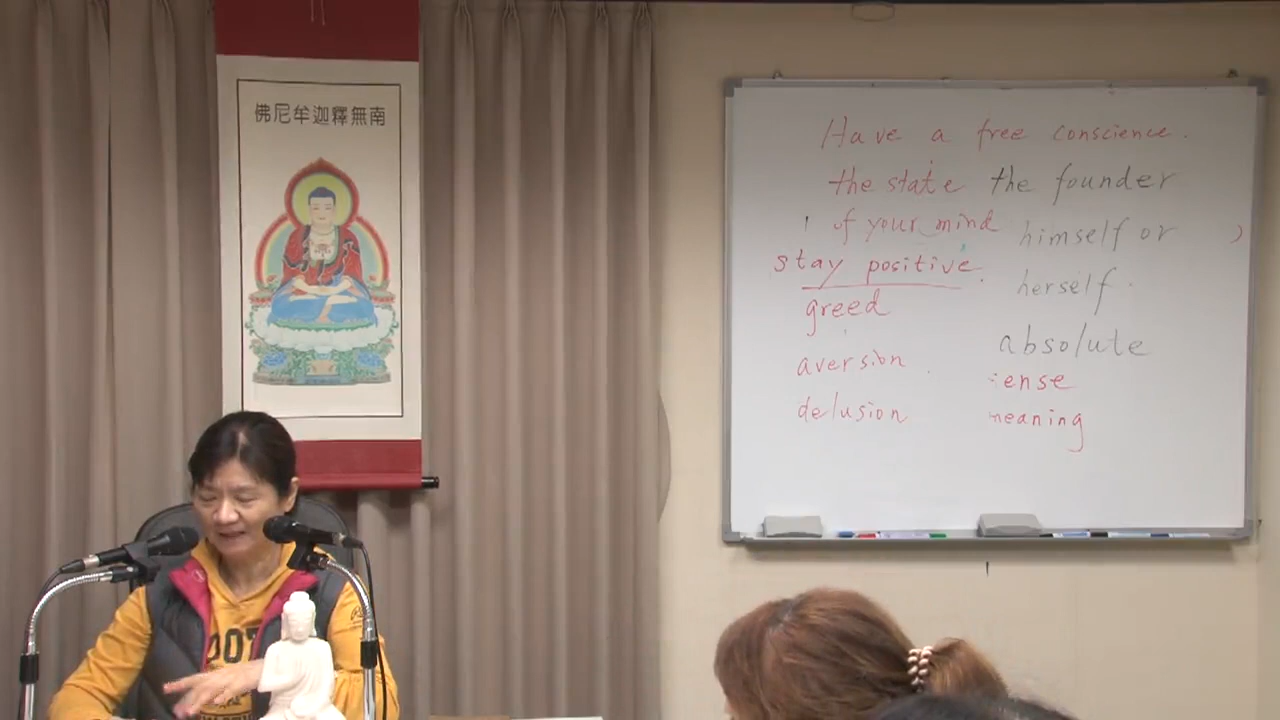 佛尼牟迦釋無南
Have a free conscience.
the state the founder
of your mind himself or
stay positive. herself.
greed
absolute
aversion
sense
delusion meaning